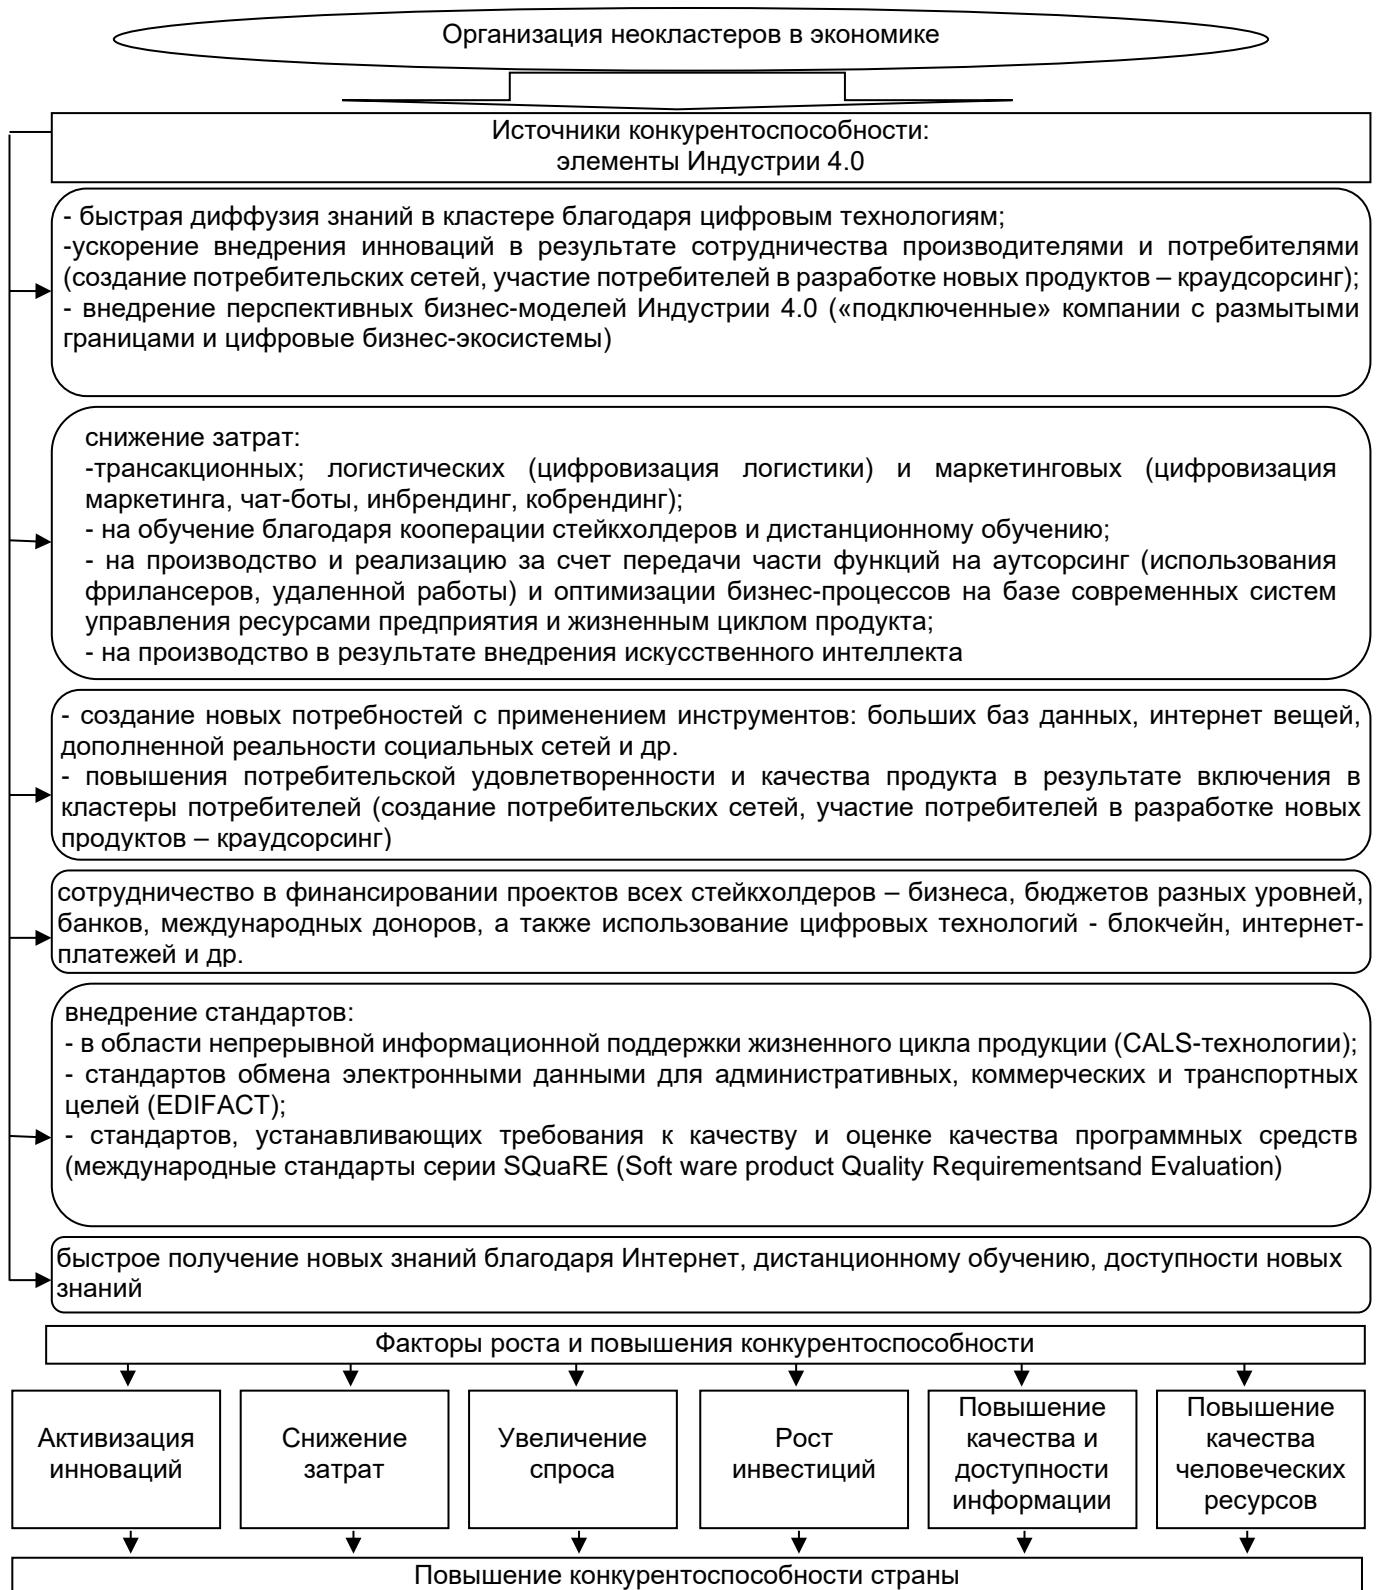 Организация неокластеров в экономике
Источники конкурентоспособности:
элементы Индустрии 4.0
- быстрая диффузия знаний в кластере благодаря цифровым технологиям;
-ускорение внедрения инноваций в результате сотрудничества производителями и потребителями
(создание потребительских сетей, участие потребителей в разработке новых продуктов – краудсорсинг);
- внедрение перспективных бизнес-моделей Индустрии 4.0 («подключенные» компании с размытыми
границами и цифровые бизнес-экосистемы)
снижение затрат:
-трансакционных; логистических (цифровизация логистики) и маркетинговых (цифровизация
маркетинга, чат-боты, инбрендинг, кобрендинг);
- на обучение благодаря кооперации стейкхолдеров и дистанционному обучению;
- на производство и реализацию за счет передачи части функций на аутсорсинг (использования
фрилансеров, удаленной работы) и оптимизации бизнес-процессов на базе современных систем
управления ресурсами предприятия и жизненным циклом продукта;
- на производство в результате внедрения искусственного интеллекта
- создание новых потребностей с применением инструментов: больших баз данных, интернет вещей,
дополненной реальности социальных сетей и др.
- повышения потребительской удовлетворенности и качества продукта в результате включения в
кластеры потребителей (создание потребительских сетей, участие потребителей в разработке новых
продуктов – краудсорсинг)
сотрудничество в финансировании проектов всех стейкхолдеров – бизнеса, бюджетов разных уровней,
банков, международных доноров, а также использование цифровых технологий - блокчейн, интернет-
платежей и др.
внедрение стандартов:
- в области непрерывной информационной поддержки жизненного цикла продукции (CALS-технологии);
- стандартов обмена электронными данными для административных, коммерческих и транспортных
целей (EDIFACT);
- стандартов, устанавливающих требования к качеству и оценке качества программных средств
(международные стандарты серии SQuaRE (Soft ware product Quality Requirementsand Evaluation)
быстрое получение новых знаний благодаря Интернет, дистанционному обучению, доступности новых
знаний
Факторы роста и повышения конкурентоспособности
Активизация
инноваций
Снижение
затрат
Увеличение
спроса
Рост
инвестиций
Повышение
качества и
доступности
информации
Повышение
качества
человеческих
ресурсов
Повышение конкурентоспособности страны